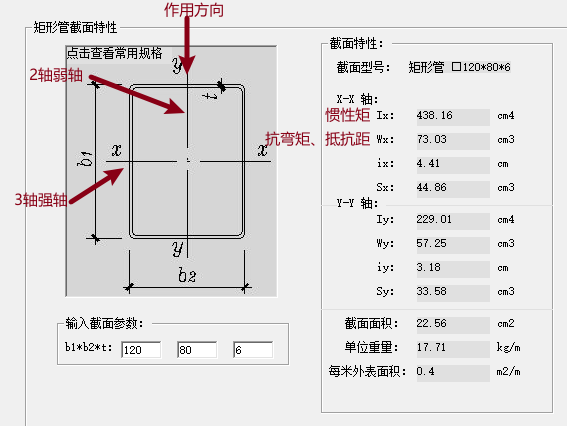 作用方向
矩形管截面特性
点击查看常用规格
2轴弱轴
3轴强轴
y
t
x
x
b1
y
b2
输入截面参数:
b1*b2*t: 120 80 6
截面特性:
截面型号: 矩形管 □120*80*6
X-X 轴:
惯性矩 Ix: 438.16 cm4
抗弯矩、抵抗距 Wx: 73.03 cm3
ix: 4.41 cm
Sx: 44.86 cm3
Y-Y 轴:
Iy: 229.01 cm4
Wy: 57.25 cm3
iy: 3.18 cm
Sy: 33.58 cm3
截面面积: 22.56 cm2
单位重量: 17.71 kg/m
每米外表面积: 0.4 m2/m